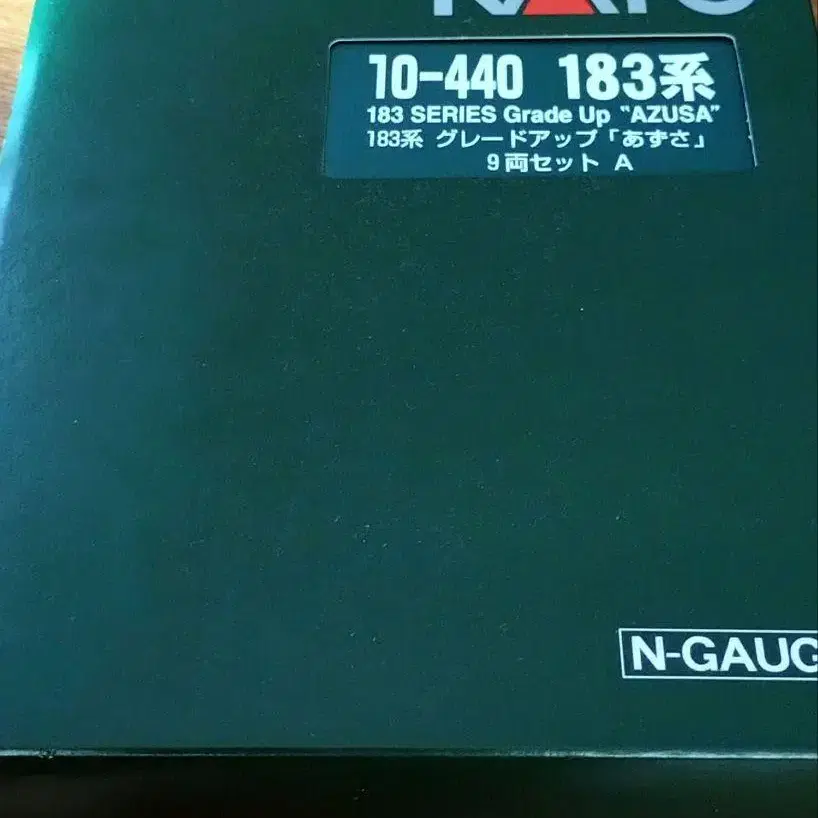 KATO
10-440 183系
183 SERIES Grade Up "AZUSA"
183系 グレードアップ「あずさ」
9両セット A
N-GAUG